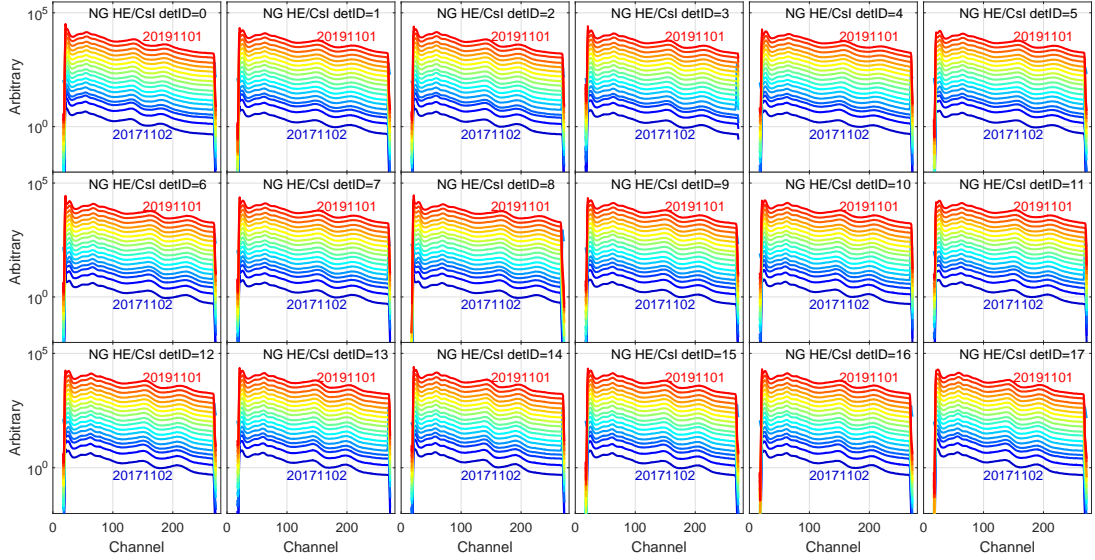 10^5
NG HE/CsI detID=0
NG HE/CsI detID=1
NG HE/CsI detID=2
NG HE/CsI detID=3
NG HE/CsI detID=4
NG HE/CsI detID=5
20191101
20191101
20191101
20191101
20191101
20191101
Arbitrary
10^0
20171102
20171102
20171102
20171102
20171102
20171102
10^5
NG HE/CsI detID=6
NG HE/CsI detID=7
NG HE/CsI detID=8
NG HE/CsI detID=9
NG HE/CsI detID=10
NG HE/CsI detID=11
20191101
20191101
20191101
20191101
20191101
20191101
Arbitrary
10^0
20171102
20171102
20171102
20171102
20171102
20171102
10^5
NG HE/CsI detID=12
NG HE/CsI detID=13
NG HE/CsI detID=14
NG HE/CsI detID=15
NG HE/CsI detID=16
NG HE/CsI detID=17
20191101
20191101
20191101
20191101
20191101
20191101
Arbitrary
10^0
20171102
20171102
20171102
20171102
20171102
20171102
0 100 200
0 100 200
0 100 200
0 100 200
0 100 200
0 100 200
Channel
Channel
Channel
Channel
Channel
Channel